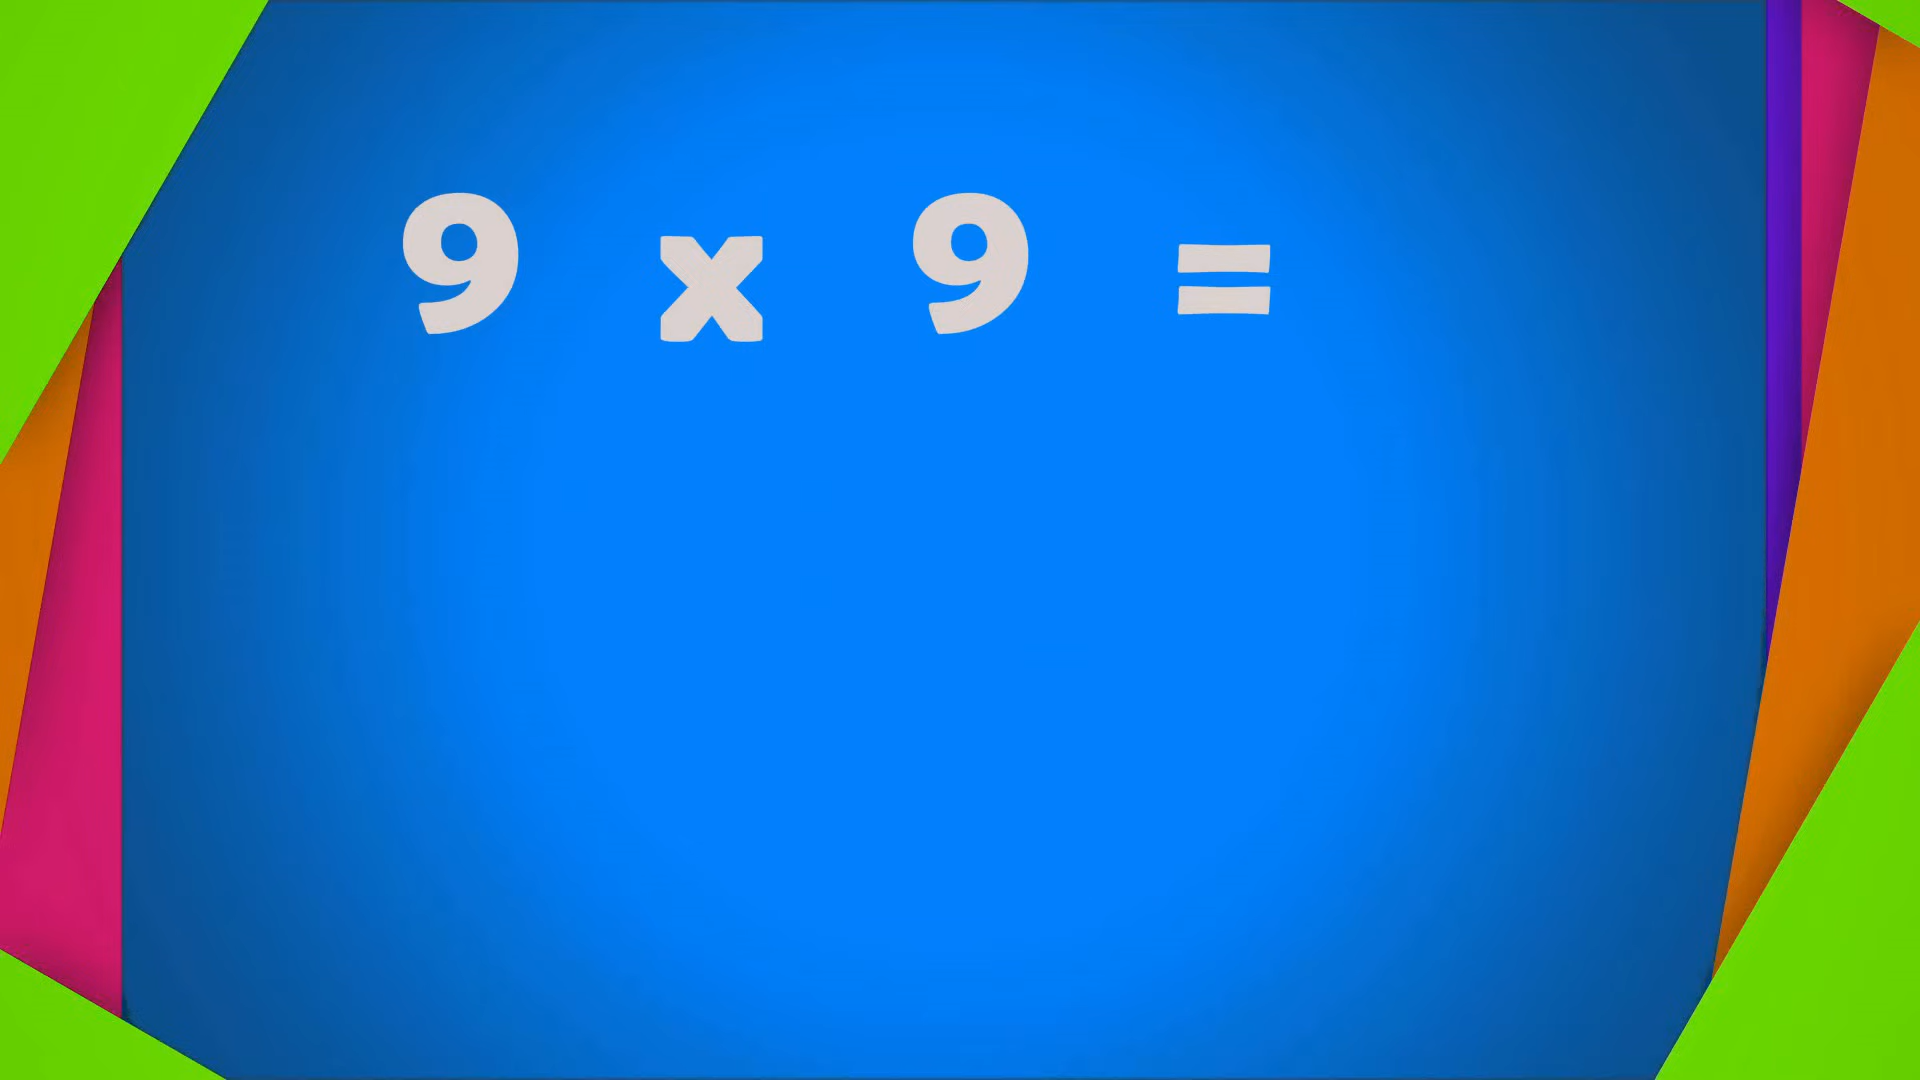 9 x 9 =